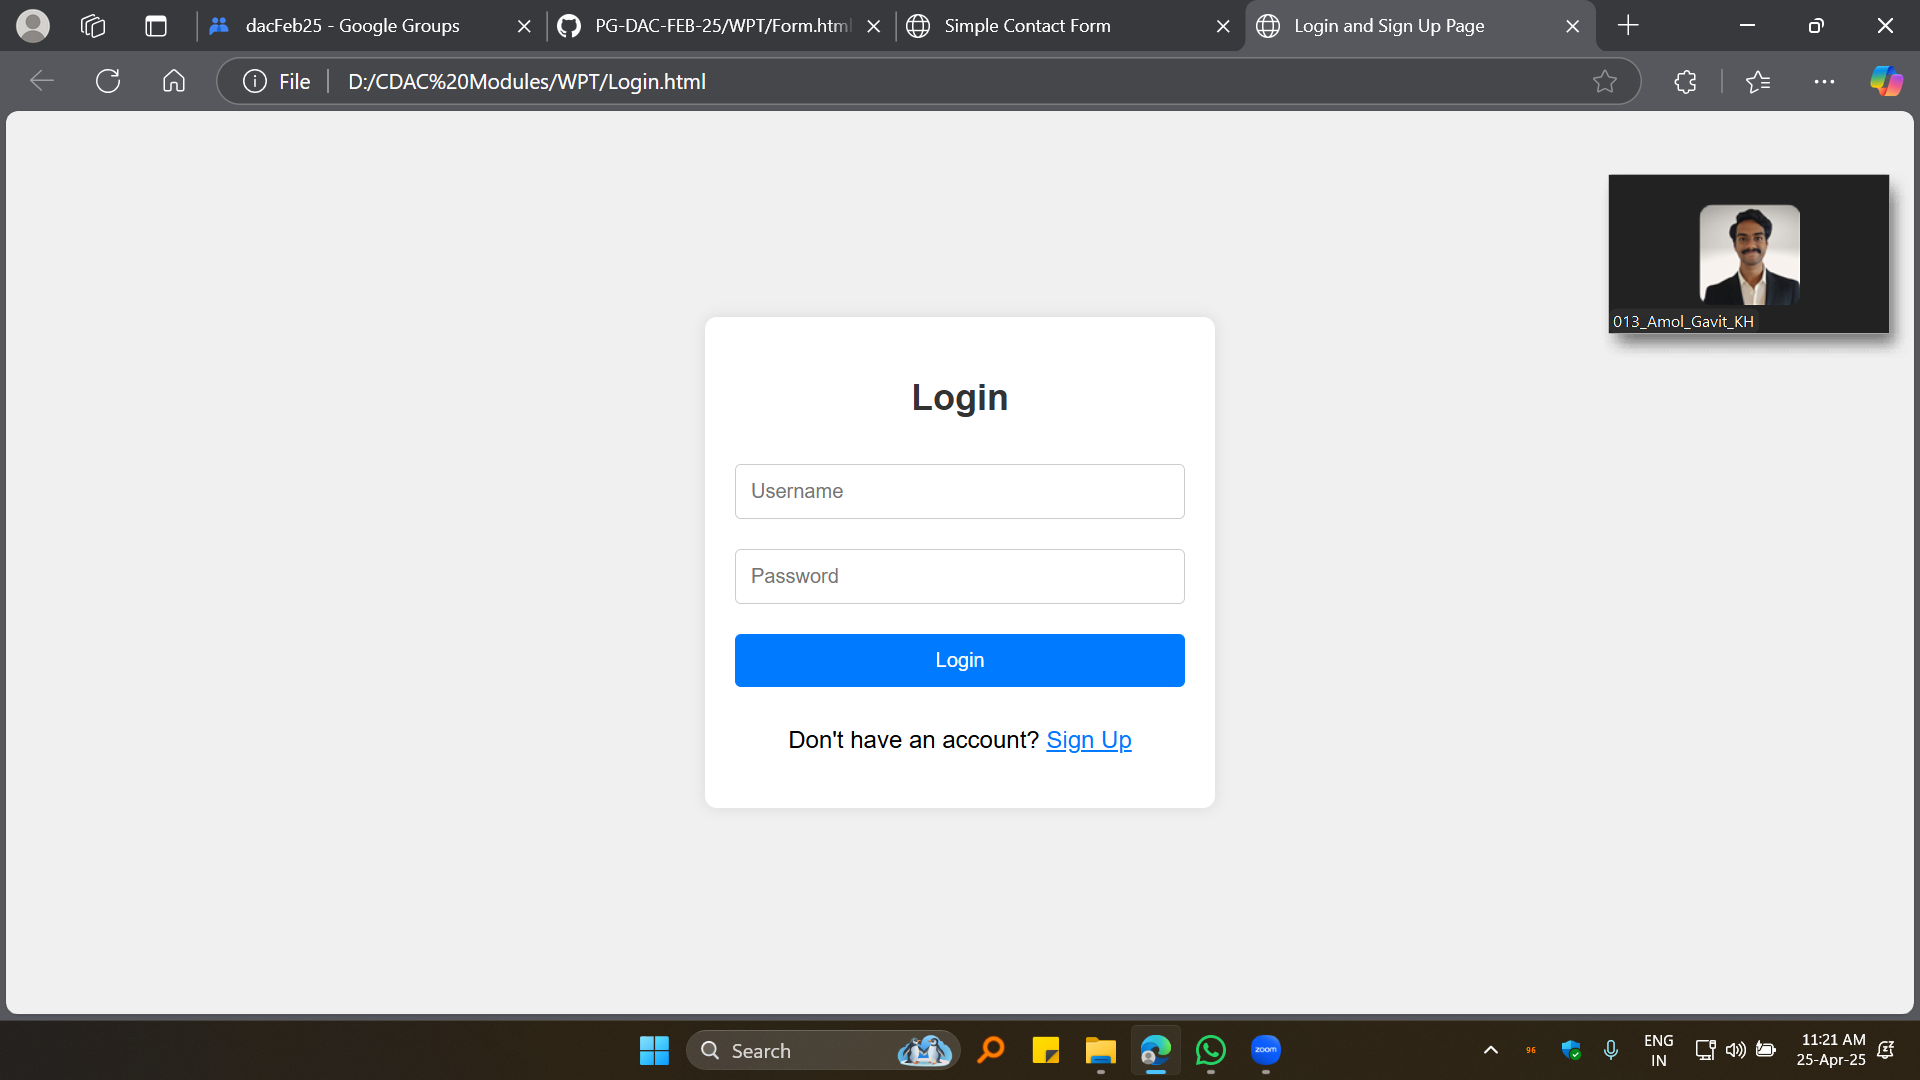 dacFeb25 - Google Groups
PG-DAC-FEB-25/WPT/Form.html
Simple Contact Form
Login and Sign Up Page
File
D:/CDAC%20Modules/WPT/Login.html
013_Amol_Gavit_KH
Login
Username
Password
Login
Don't have an account? Sign Up
Search
zoom
96
ENG
IN
11:21 AM
25-Apr-25